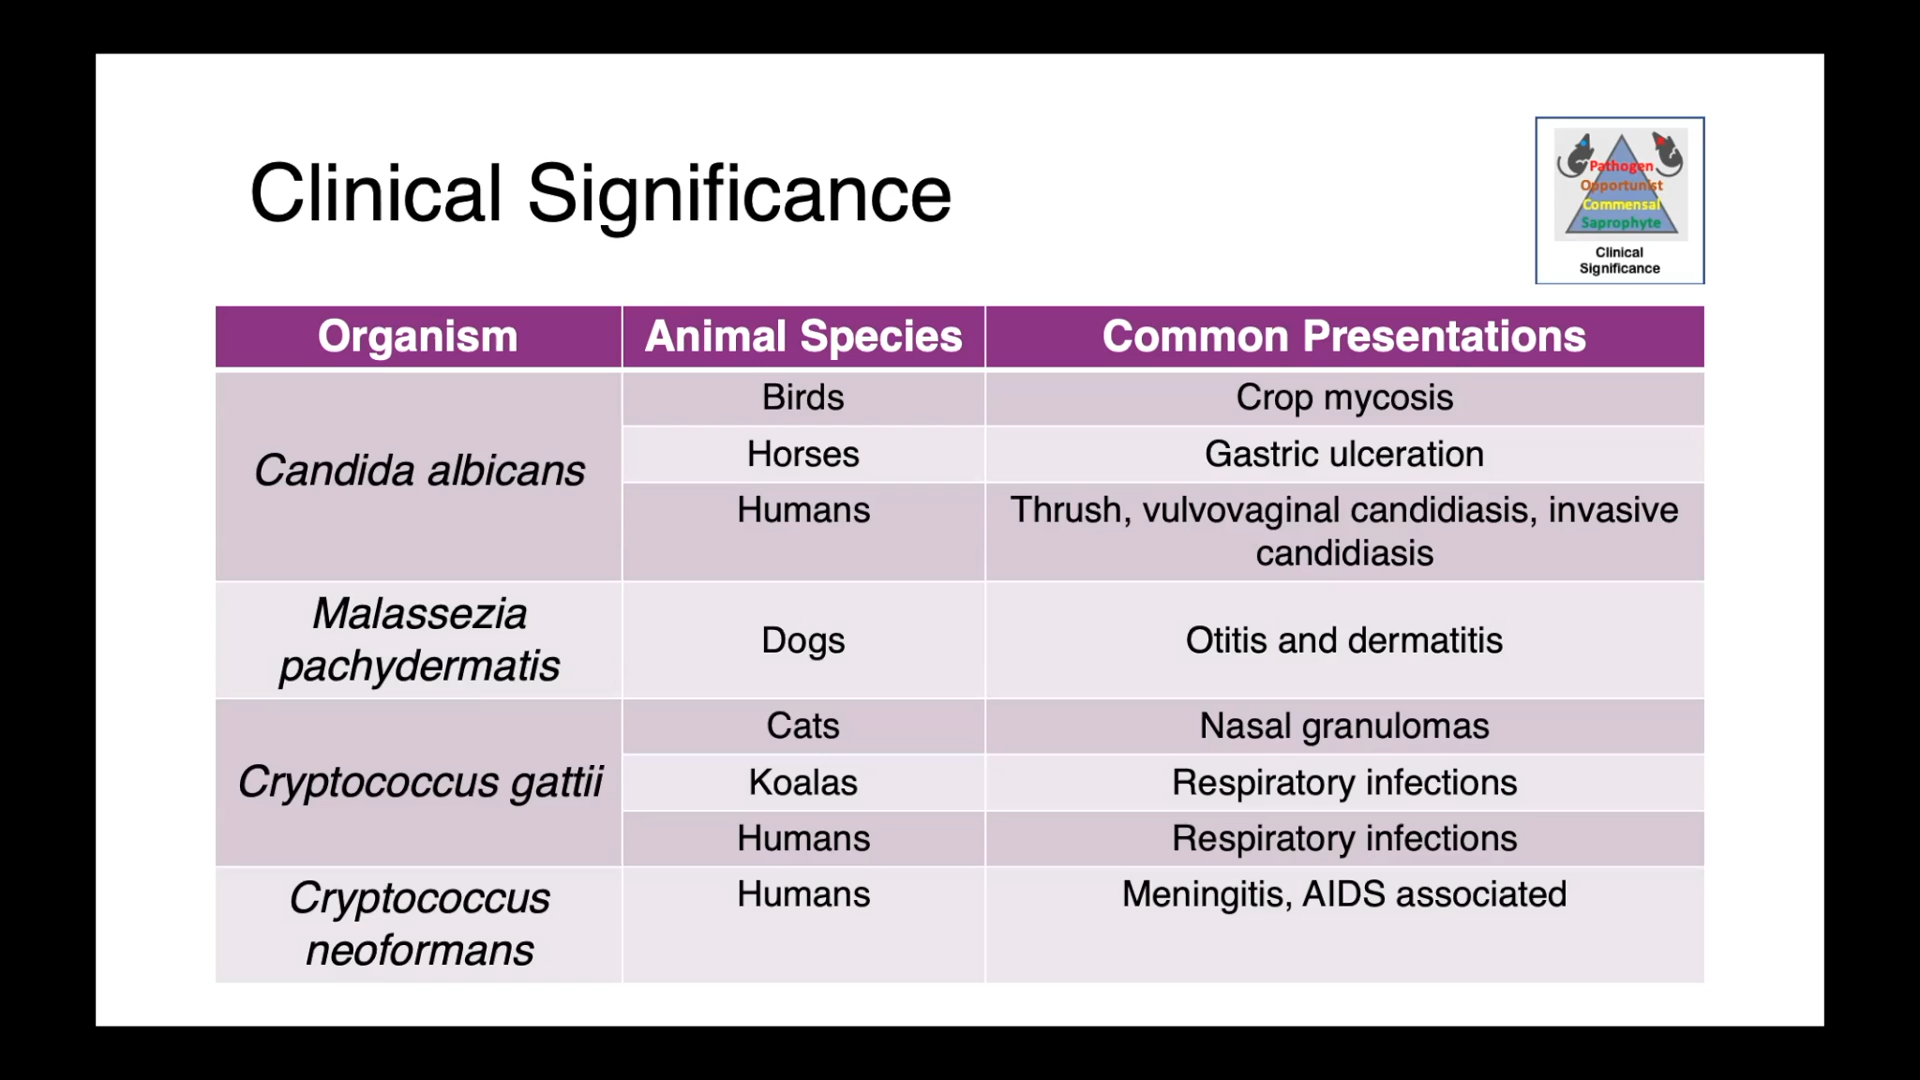 Clinical Significance
Pathogen
Opportunist
Commensal
Saprophyte
Clinical
Significance
Organism Animal Species Common Presentations
Candida albicans
Birds Crop mycosis
Horses Gastric ulceration
Humans Thrush, vulvovaginal candidiasis, invasive
candidiasis
Malassezia
pachydermatis
Dogs Otitis and dermatitis
Cryptococcus gattii
Cats Nasal granulomas
Koalas Respiratory infections
Humans Respiratory infections
Cryptococcus
neoformans
Humans Meningitis, AIDS associated